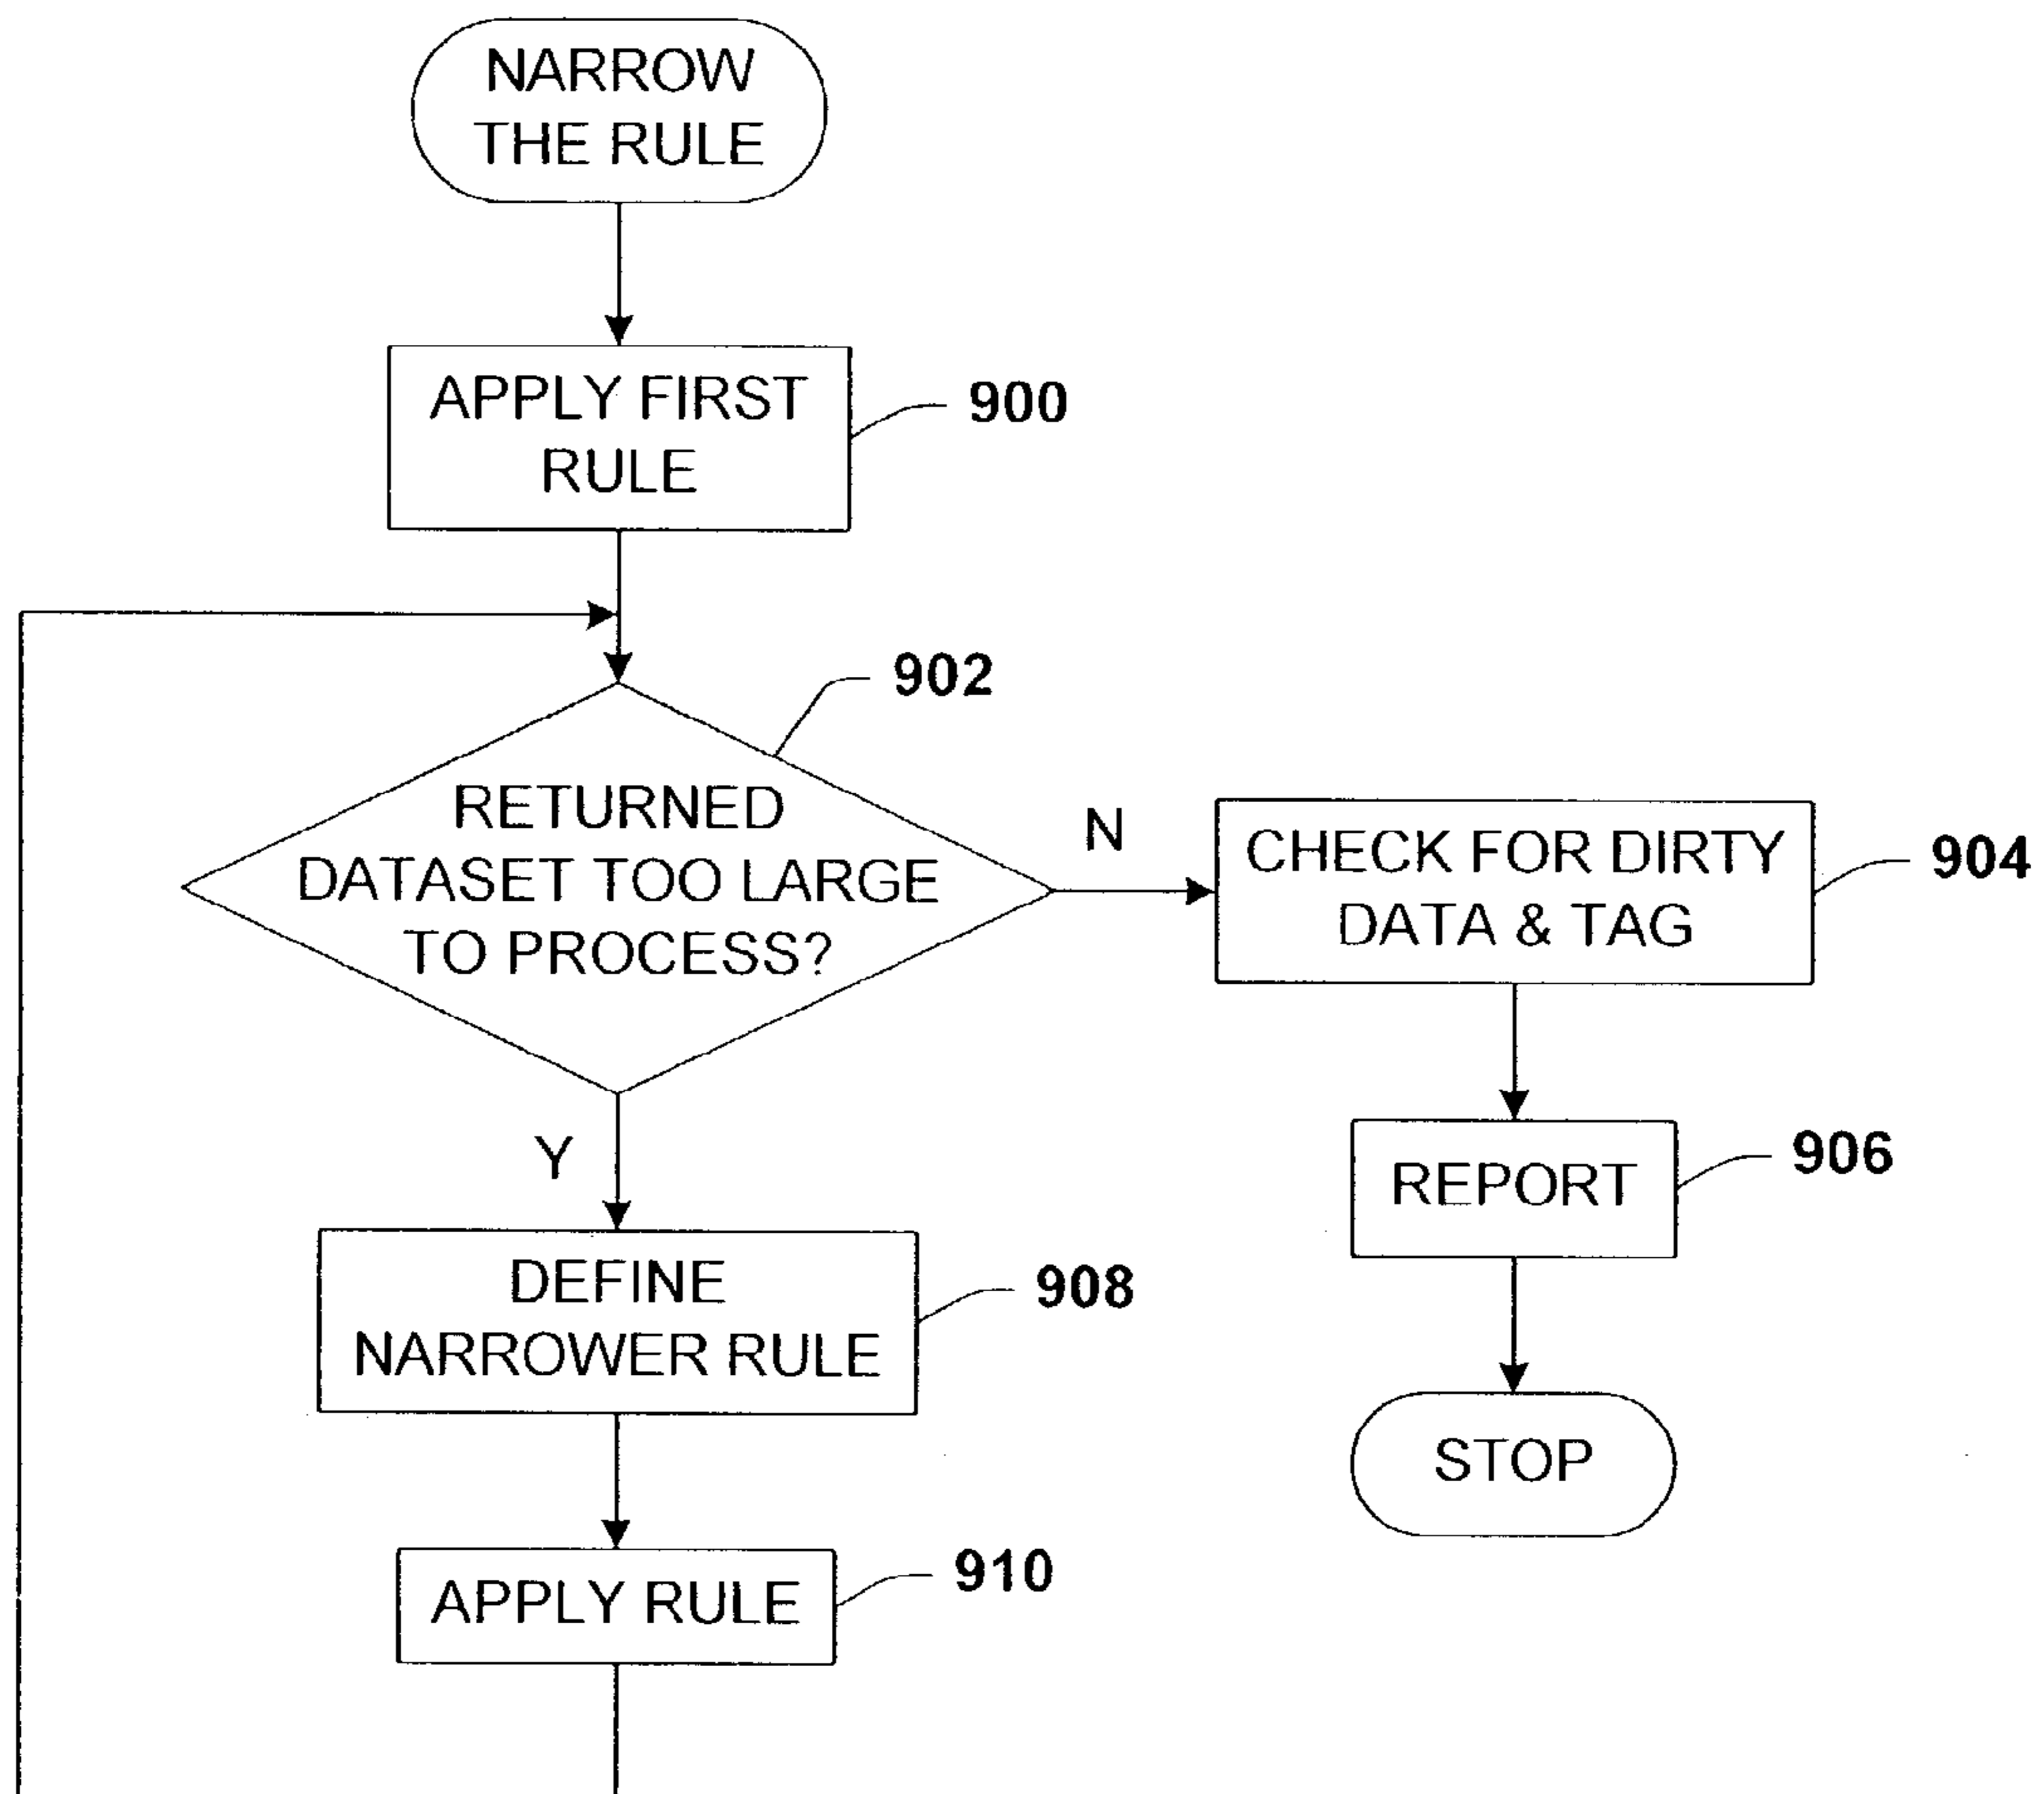 NARROW
THE RULE
APPLY FIRST
RULE
900
902
RETURNED
DATASET TOO LARGE
TO PROCESS?
N
CHECK FOR DIRTY
DATA & TAG
904
Y
REPORT
906
DEFINE
NARROWER RULE
908
STOP
APPLY RULE
910